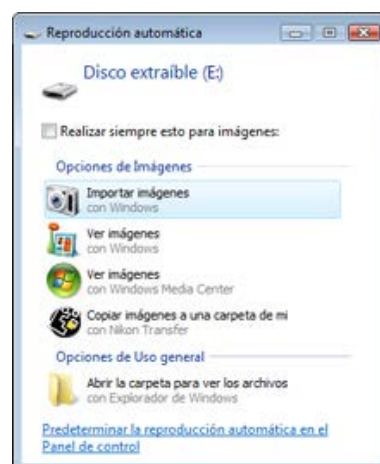 Reproducción automática
Disco extraíble (E:)
Realizar siempre esto para imágenes:
Opciones de Imágenes
Importar imágenes
con Windows
Ver imágenes
con Windows
Ver imágenes
con Windows Media Center
Copiar imágenes a una carpeta de mi
con Nikon Transfer
Opciones de Uso general
Abrir la carpeta para ver los archivos
con Explorador de Windows
Predeterminar la reproducción automática en el
Panel de control